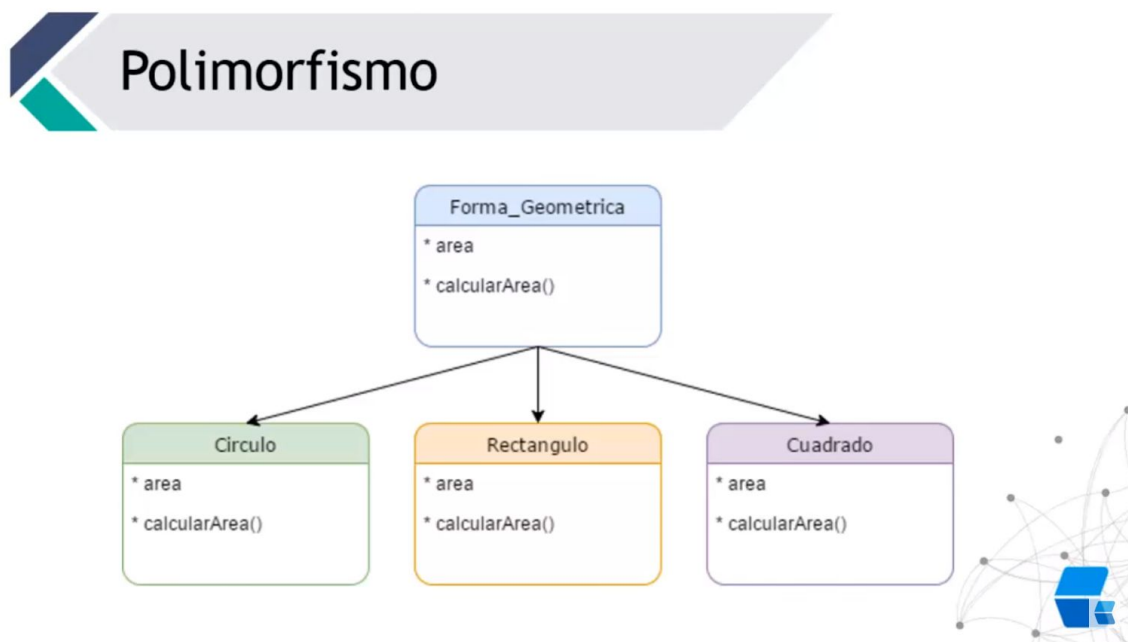 Polimorfismo
Forma_Geometrica
* area
* calcularArea()
Circulo
* area
* calcularArea()
Rectangulo
* area
* calcularArea()
Cuadrado
* area
* calcularArea()